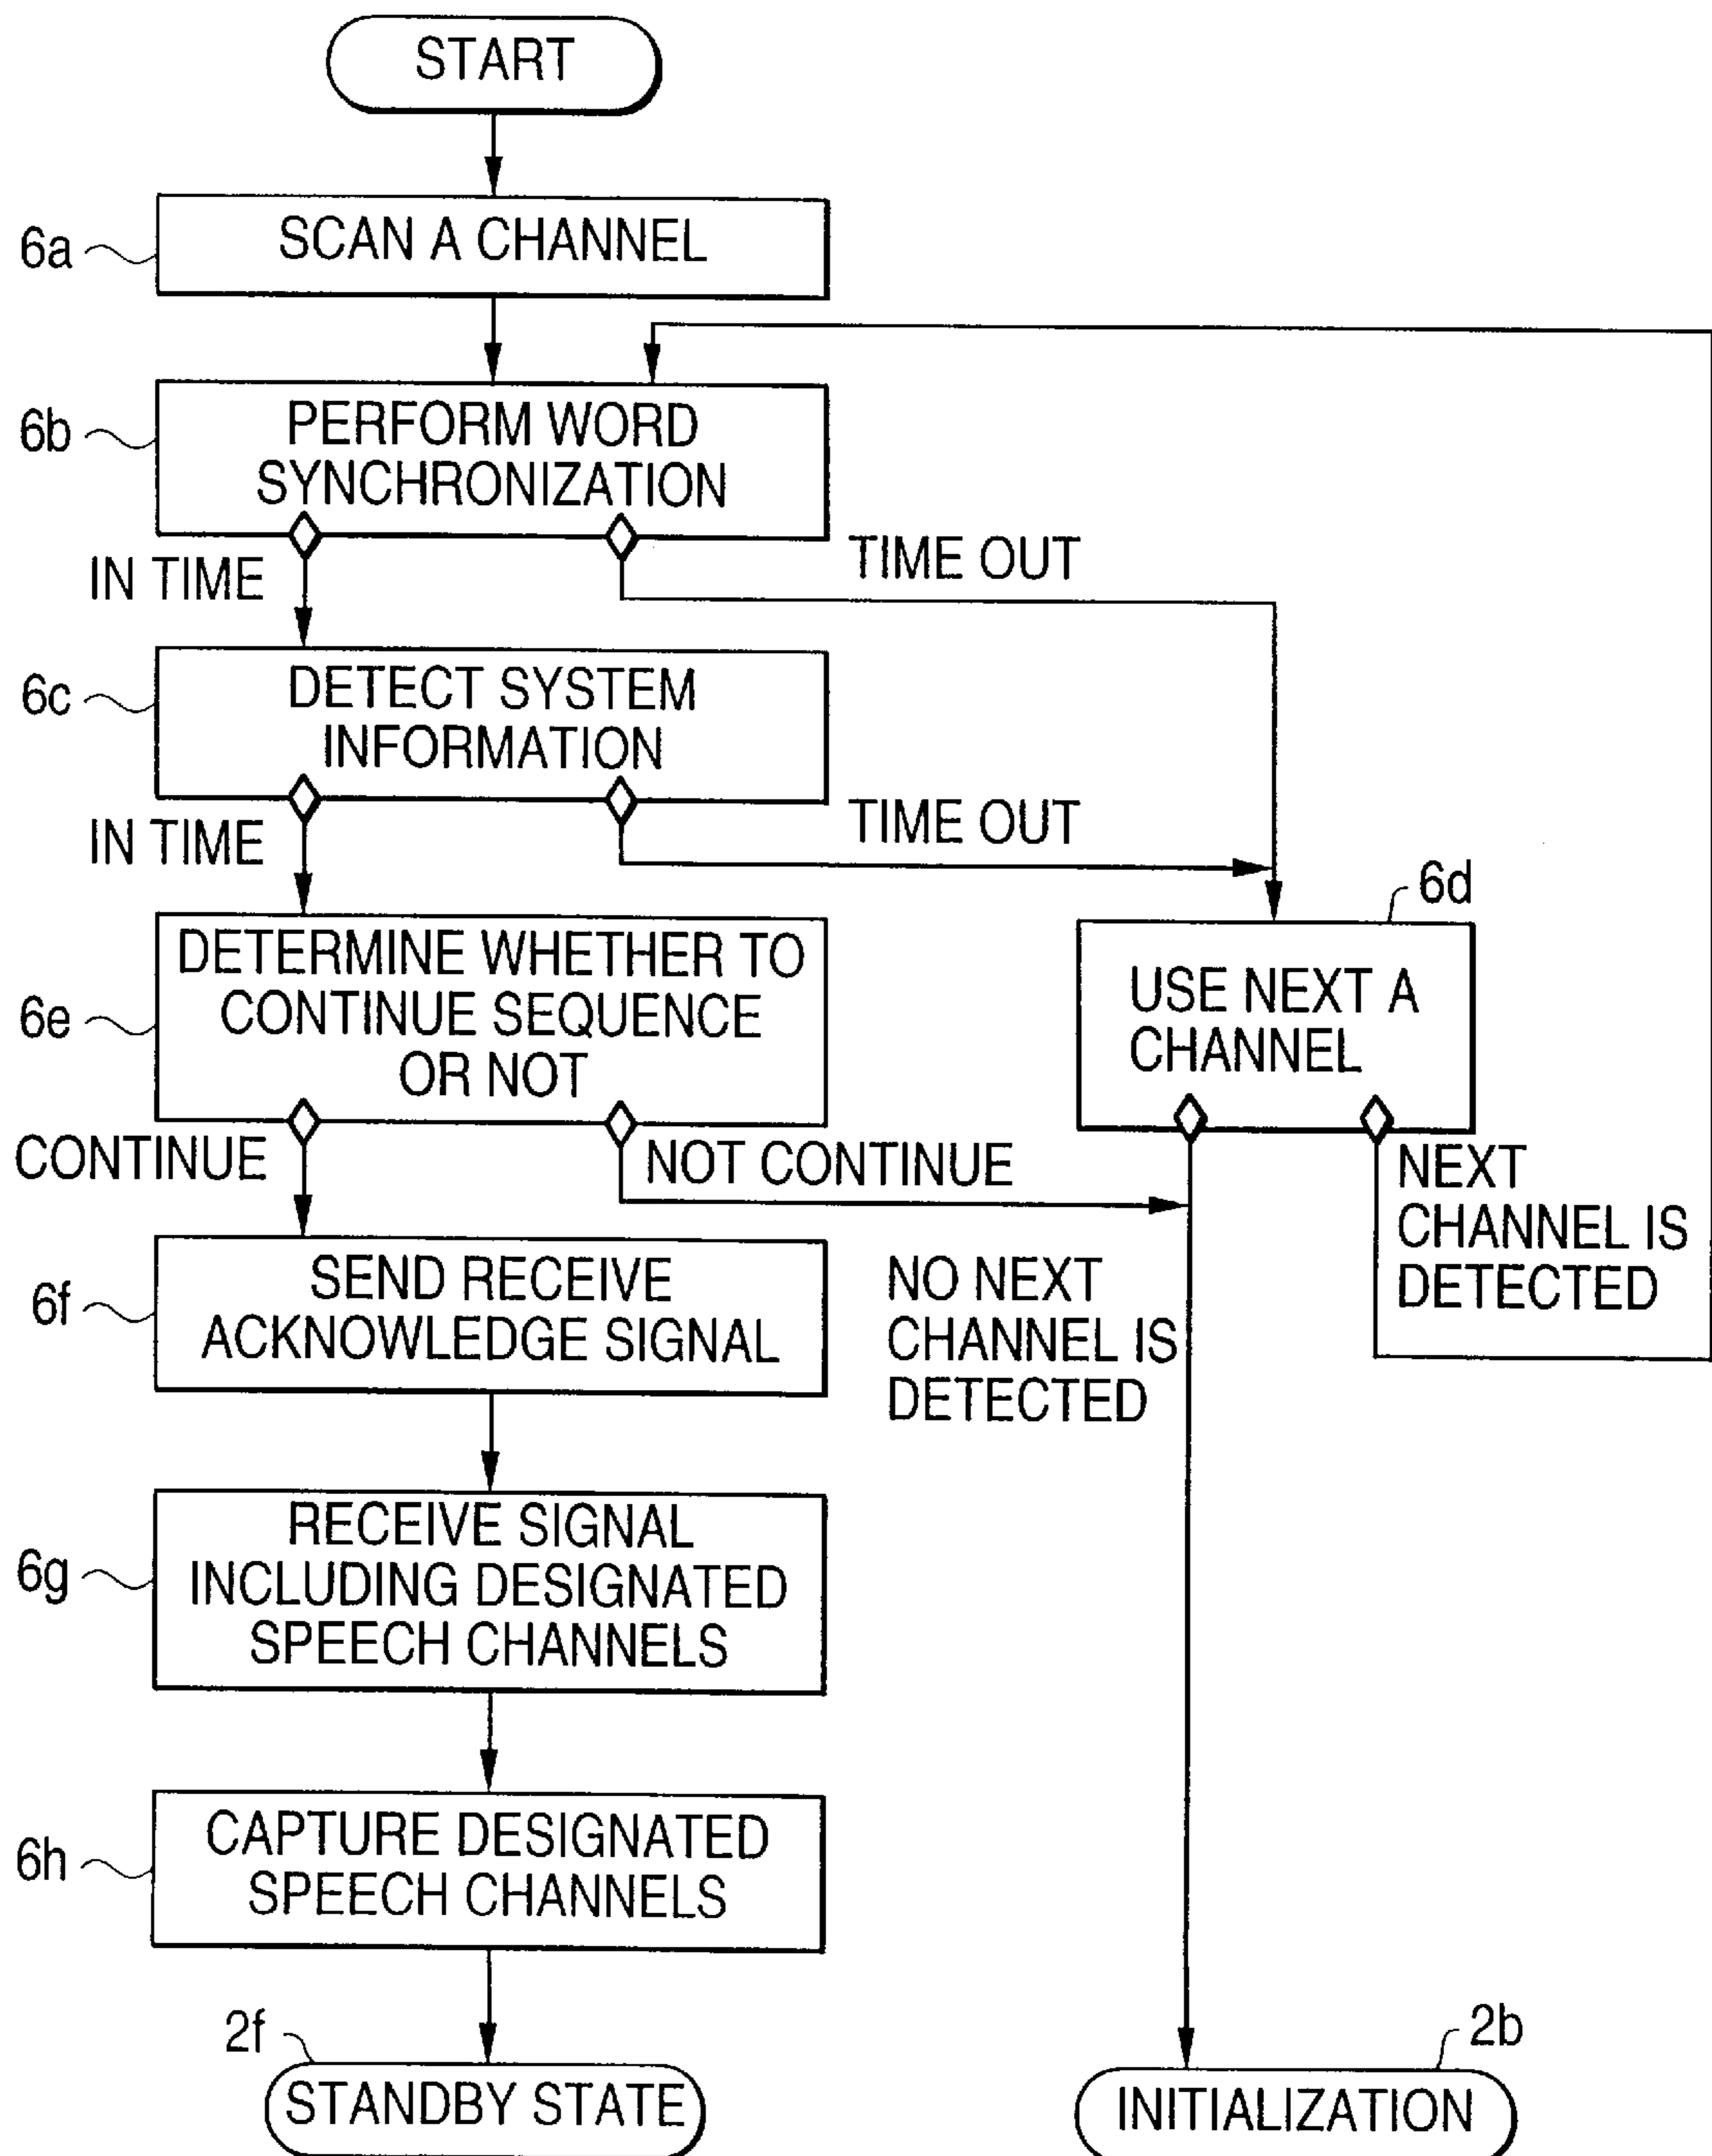 START
6a
SCAN A CHANNEL
6b
PERFORM WORD
SYNCHRONIZATION
IN TIME
TIME OUT
6c
DETECT SYSTEM
INFORMATION
IN TIME
TIME OUT
6d
USE NEXT A
CHANNEL
6e
DETERMINE WHETHER TO
CONTINUE SEQUENCE
OR NOT
CONTINUE
NOT CONTINUE
NEXT
CHANNEL IS
DETECTED
NO NEXT
CHANNEL IS
DETECTED
6f
SEND RECEIVE
ACKNOWLEDGE SIGNAL
6g
RECEIVE SIGNAL
INCLUDING DESIGNATED
SPEECH CHANNELS
6h
CAPTURE DESIGNATED
SPEECH CHANNELS
2f
STANDBY STATE
2b
INITIALIZATION